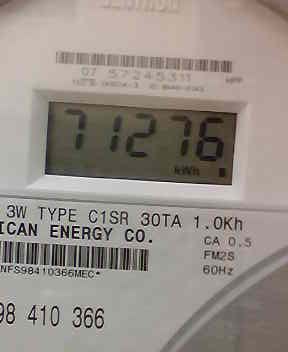 07 57245311
71276
kWh
3W TYPE C1SR 30TA 1.0Kh
ICAN ENERGY CO.
CA 0.5
FM2S
NFS98410366MEC*
60Hz
98 410 366